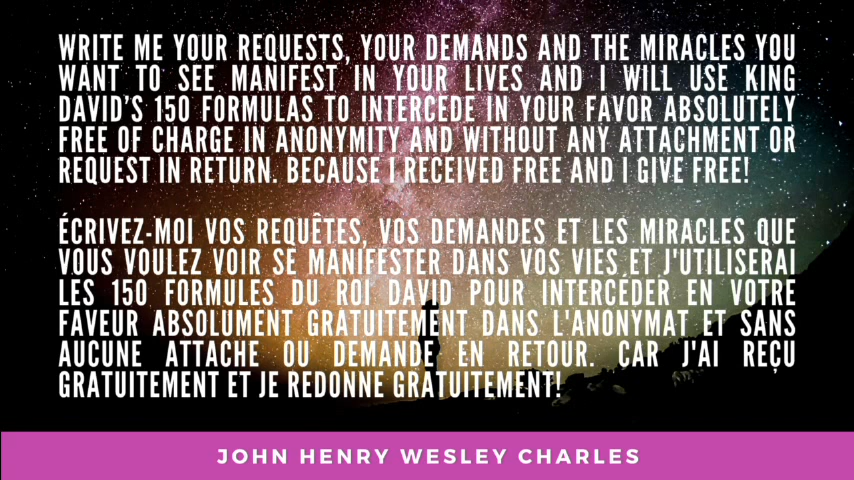 WRITE ME YOUR REQUESTS, YOUR DEMANDS AND THE MIRACLES YOU
WANT TO SEE MANIFEST IN YOUR LIVES AND I WILL USE KING
DAVID'S 150 FORMULAS TO INTERCEDE IN YOUR FAVOR ABSOLUTELY
FREE OF CHARGE IN ANONYMITY AND WITHOUT ANY ATTACHMENT OR
REQUEST IN RETURN. BECAUSE I RECEIVED FREE AND I GIVE FREE!
ÉCRIVEZ-MOI VOS REQUÊTES, VOS DEMANDES ET LES MIRACLES QUE
VOUS VOULEZ VOIR SE MANIFESTER DANS VOS VIES ET J'UTILISERAI
LES 150 FORMULES DU ROI DAVID POUR INTERCÉDER EN VOTRE
FAVEUR ABSOLUMENT GRATUITEMENT DANS L'ANONYMAT ET SANS
AUCUNE ATTACHE OU DEMANDE EN RETOUR. CAR J'AI REÇU
GRATUITEMENT ET JE REDONNE GRATUITEMENT!
JOHN HENRY WESLEY CHARLES